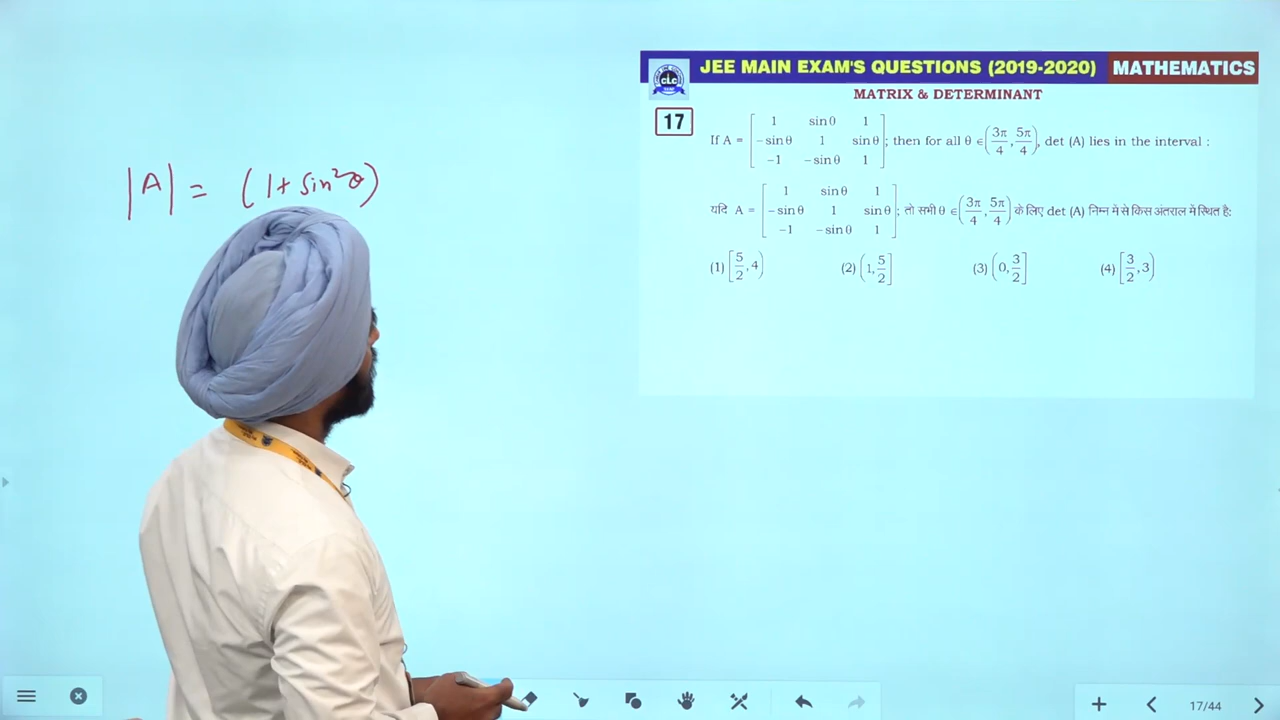 JEE MAIN EXAM'S QUESTIONS (2019-2020) MATHEMATICS
CLC
MATRIX & DETERMINANT
17
If A = [1 sinθ 1; -sinθ 1 sinθ; -1 -sinθ 1]; then for all θ ∈ (3π/4, 5π/4), det (A) lies in the interval :
यदि A = [1 sinθ 1; -sinθ 1 sinθ; -1 -sinθ 1]; तो सभी θ ∈ (3π/4, 5π/4) के लिए det (A) निम्न में से किस अंतराल में स्थित है:
(1) [5/2, 4) (2) (1, 5/2] (3) (0, 3/2] (4) [3/2, 3)
|A| = (1+ sin²θ)
17/44